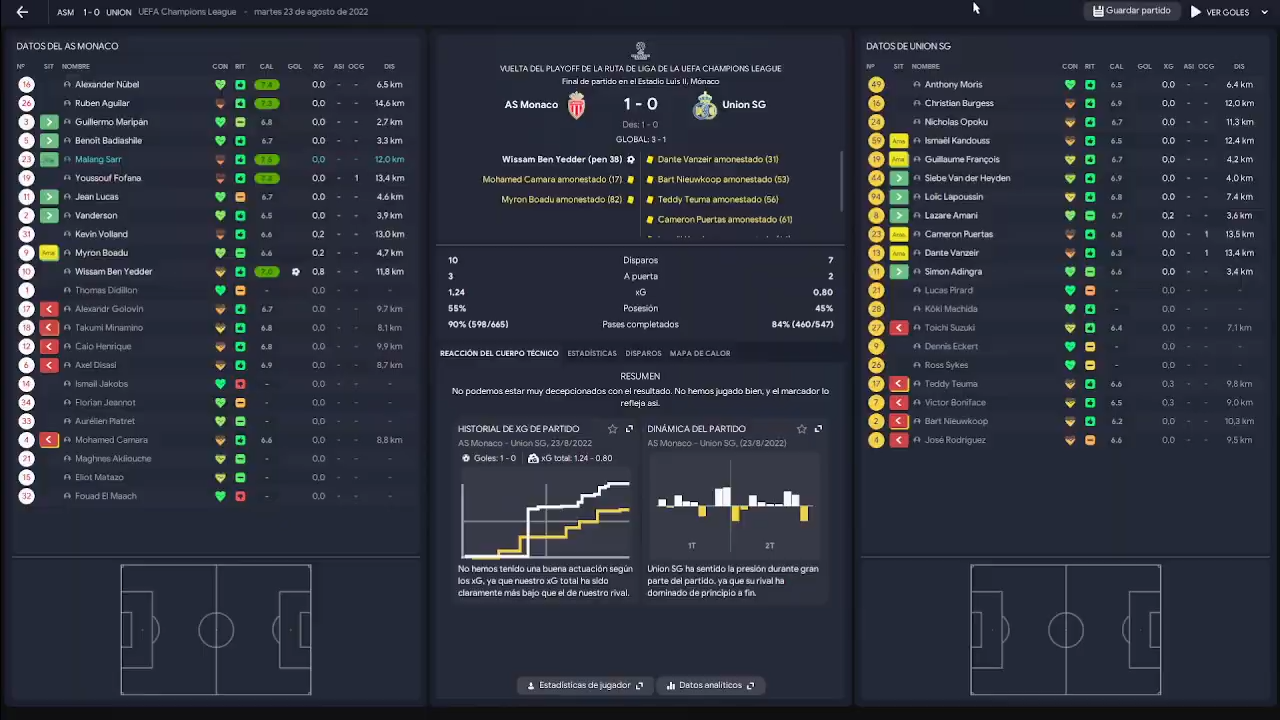 ASM 1 - 0 UNION UEFA Champions League - martes 23 de agosto de 2022
Guardar partido
VER GOLES
DATOS DEL AS MONACO
Nº SIT NOMBRE CON RIT CAL GOL XG ASI OCG DIS
16 Alexander Nübel 7.4 0.0 - - 6.5 km
26 Ruben Aguilar 7.3 0.0 - - 14,6 km
3 Guillermo Maripán 6.8 0.0 - - 2,7 km
5 Benoît Badiashile 6.7 0.0 - - 3.3 km
23 Malang Sarr 7.5 0.0 - - 12.0 km
19 Youssouf Fofana 0.0 - 1 13,4 km
11 Jean Lucas 6.7 0.0 - - 4.6 km
2 Vanderson 6.5 0.0 - - 3,9 km
31 Kevin Volland 6.6 0.2 - - 13,0 km
9 Ama Myron Boadu 6.6 0.2 - - 4,7 km
10 Wissam Ben Yedder 7.0 0.8 - - 11,8 km
1 Thomas Didillon - 0,0 - -
17 Alexandr Golovin - 0.0 - - 9.7 km
18 Takumi Minamino 6.8 0.0 - - 8.1 km
12 Caio Henrique 6.8 0.0 - - 9.9 km
6 Axel Disasi 6.9 0.0 - - 8,7 km
14 Ismail Jakobs - 0,0 - -
34 Florian Jeannot - 0.0 - -
33 Aurélien Platret - 0.0 - -
4 Mohamed Camara 6.6 0.0 - - 8,8 km
21 Maghnes Akliouche - 0.0 - -
15 Eliot Matazo - 0.0 - -
32 Fouad El Maach - 0.0 - -
VUELTA DEL PLAYOFF DE LA RUTA DE LIGA DE LA UEFA CHAMPIONS LEAGUE
Final de partido en el Estadio Luis II, Mónaco
AS Monaco 1 - 0 Union SG
Des: 1 - 0
GLOBAL: 3 - 1
Wissam Ben Yedder (pen 38)
Mohamed Camara amonestado (17)
Myron Boadu amonestado (82)
Dante Vanzeir amonestado (31)
Bart Nieuwkoop amonestado (53)
Teddy Teuma amonestado (56)
Cameron Puertas amonestado (61)
10 Disparos 7
3 A puerta 2
1,24 xG 0,80
55% Posesión 45%
90% (598/665) Pases completados 84% (460/547)
REACCIÓN DEL CUERPO TÉCNICO ESTADÍSTICAS DISPAROS MAPA DE CALOR
RESUMEN
No podemos estar muy decepcionados con el resultado. No hemos jugado bien, y el marcador lo
refleja así.
HISTORIAL DE XG DE PARTIDO
AS Monaco - Union SG, 23/8/2022
Goles: 1 - 0 xG total: 1.24 - 0.80
No hemos tenido una buena actuación según
los xG, ya que nuestro xG total ha sido
claramente más bajo que el de nuestro rival.
DINÁMICA DEL PARTIDO
AS Monaco - Union SG, (23/8/2022)
1T 2T
Union SG ha sentido la presión durante gran
parte del partido, ya que su rival ha
dominado de principio a fin.
Estadísticas de jugador
Datos analíticos
DATOS DE UNION SG
Nº SIT NOMBRE CON RIT CAL GOL XG ASI OCG DIS
49 Anthony Moris 6.5 0.0 - - 6,4 km
16 Christian Burgess 6.9 0.0 - - 12,0 km
24 Nicholas Opoku 6.7 0.0 - - 11,3 km
59 Ama Ismaël Kandouss 6.7 0.0 - - 12,4 km
19 Ama Guillaume François 6.9 0.0 - - 4,2 km
44 Siebe Van der Heyden 6.7 0.0 - - 4,0 km
94 Loïc Lapoussin 6.8 0.0 - - 7,4 km
8 Lazare Amani 6.7 0.2 - - 3,6 km
23 Ama Cameron Puertas 6.9 0.0 - 1 13,5 km
13 Ama Dante Vanzeir 6.3 0.0 - 1 13,4 km
11 Simon Adingra 6.6 0.0 - - 3,4 km
21 Lucas Pirard - 0.0 - -
28 Kôki Machida - 0.0 - -
27 Toichi Suzuki 6.4 0.0 - - 7,1 km
9 Dennis Eckert - 0.0 - -
26 Ross Sykes - 0.0 - -
17 Teddy Teuma 6.6 0.3 - - 9,8 km
7 Victor Boniface 6.5 0.3 - - 9,0 km
2 Bart Nieuwkoop 6.2 0.0 - - 10,3 km
4 José Rodríguez 6.6 0.0 - - 9,5 km